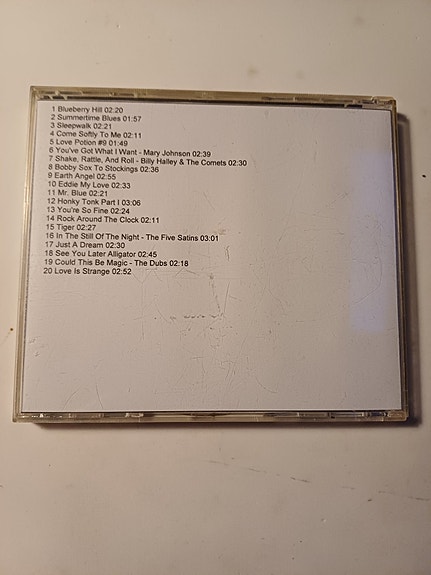 1 Blueberry Hill 02:20
2 Summertime Blues 01:57
3 Sleepwalk 02:21
4 Come Softly To Me 02:11
5 Love Potion #9 01:49
6 You've Got What I Want - Mary Johnson 02:39
7 Shake, Rattle, And Roll - Billy Halley & The Comets 02:30
8 Bobby Sox To Stockings 02:36
9 Earth Angel 02:55
10 Eddie My Love 02:33
11 Mr. Blue 02:21
12 Honky Tonk Part I 03:06
13 You're So Fine 02:24
14 Rock Around The Clock 02:11
15 Tiger 02:27
16 In The Still Of The Night - The Five Satins 03:01
17 Just A Dream 02:30
18 See You Later Alligator 02:45
19 Could This Be Magic - The Dubs 02:18
20 Love Is Strange 02:52